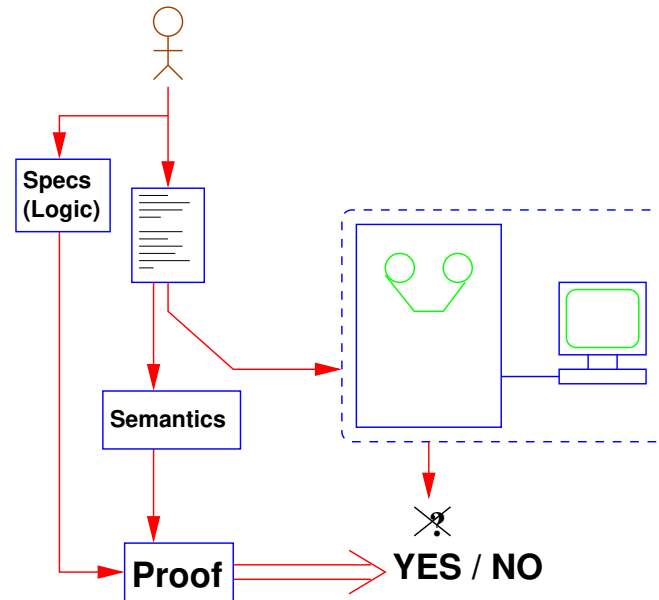 Specs
(Logic)
Semantics
?
Proof
YES / NO